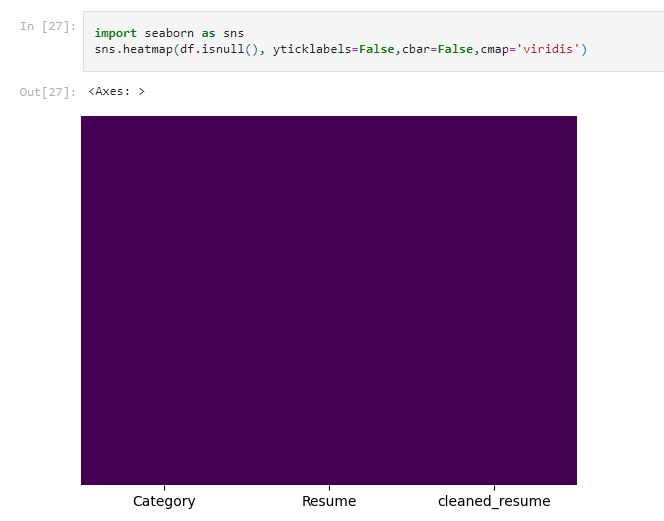 In [27]:
import seaborn as sns
sns.heatmap(df.isnull(), yticklabels=False,cbar=False,cmap='viridis')
Out[27]: <Axes: >
Category Resume cleaned_resume